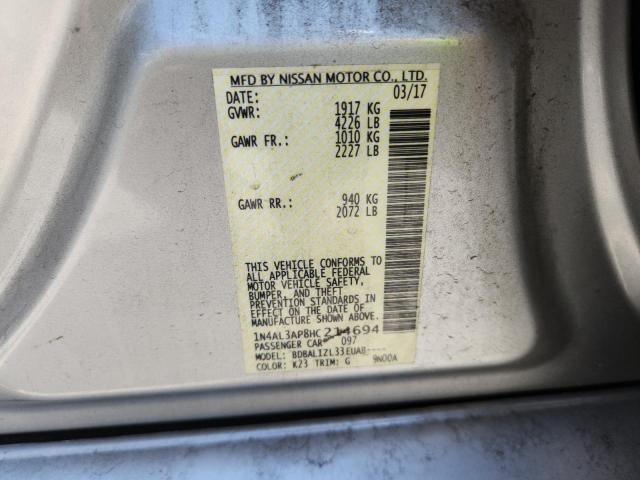 MFD BY NISSAN MOTOR CO., LTD.
DATE: 03/17
GVWR: 1917 KG
4226 LB
GAWR FR.: 1010 KG
2227 LB
GAWR RR.: 940 KG
2072 LB
THIS VEHICLE CONFORMS TO
ALL APPLICABLE FEDERAL
MOTOR VEHICLE SAFETY,
BUMPER, AND THEFT
PREVENTION STANDARDS IN
EFFECT ON THE DATE OF
MANUFACTURE SHOWN ABOVE.
1N4AL3AP8HC214694
PASSENGER CAR 097
MODEL: BDBALIZL33EUAB----
COLOR: K23 TRIM: G 9N00A